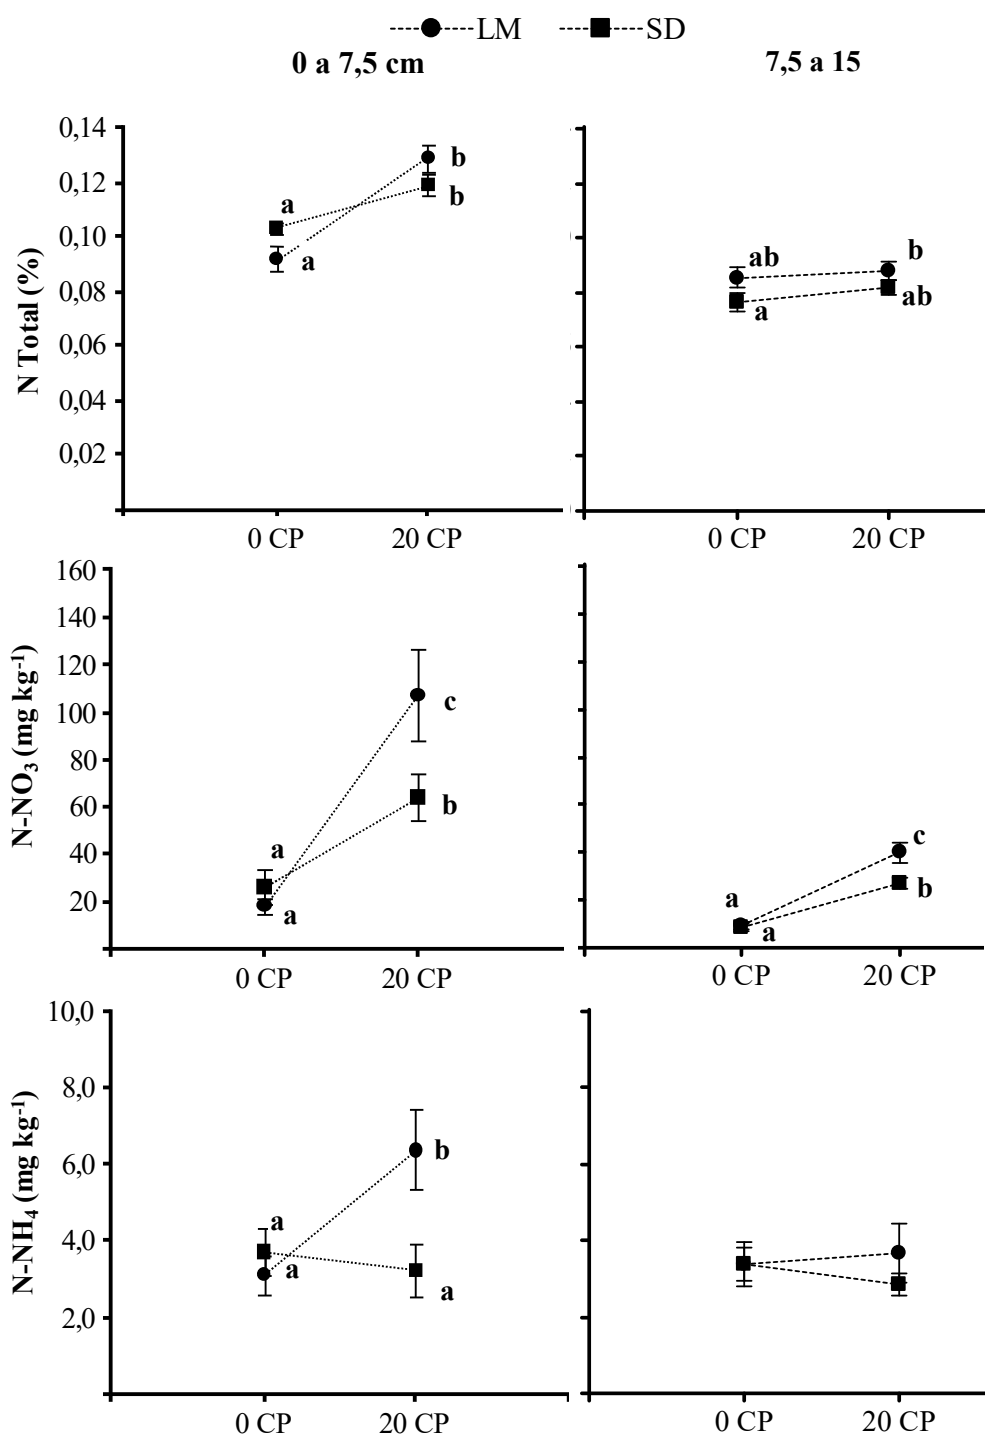 LM SD
0 a 7,5 cm
7,5 a 15
N Total (%)
0,14
0,12
0,10
0,08
0,06
0,04
0,02
a
a
b
b
0 CP 20 CP
ab
a
b
ab
0 CP 20 CP
N-NO₃ (mg kg⁻¹)
160
140
120
100
80
60
40
20
a
a
c
b
0 CP 20 CP
a
a
c
b
0 CP 20 CP
N-NH₄ (mg kg⁻¹)
10,0
8,0
6,0
4,0
2,0
a
a
b
a
0 CP 20 CP
0 CP 20 CP